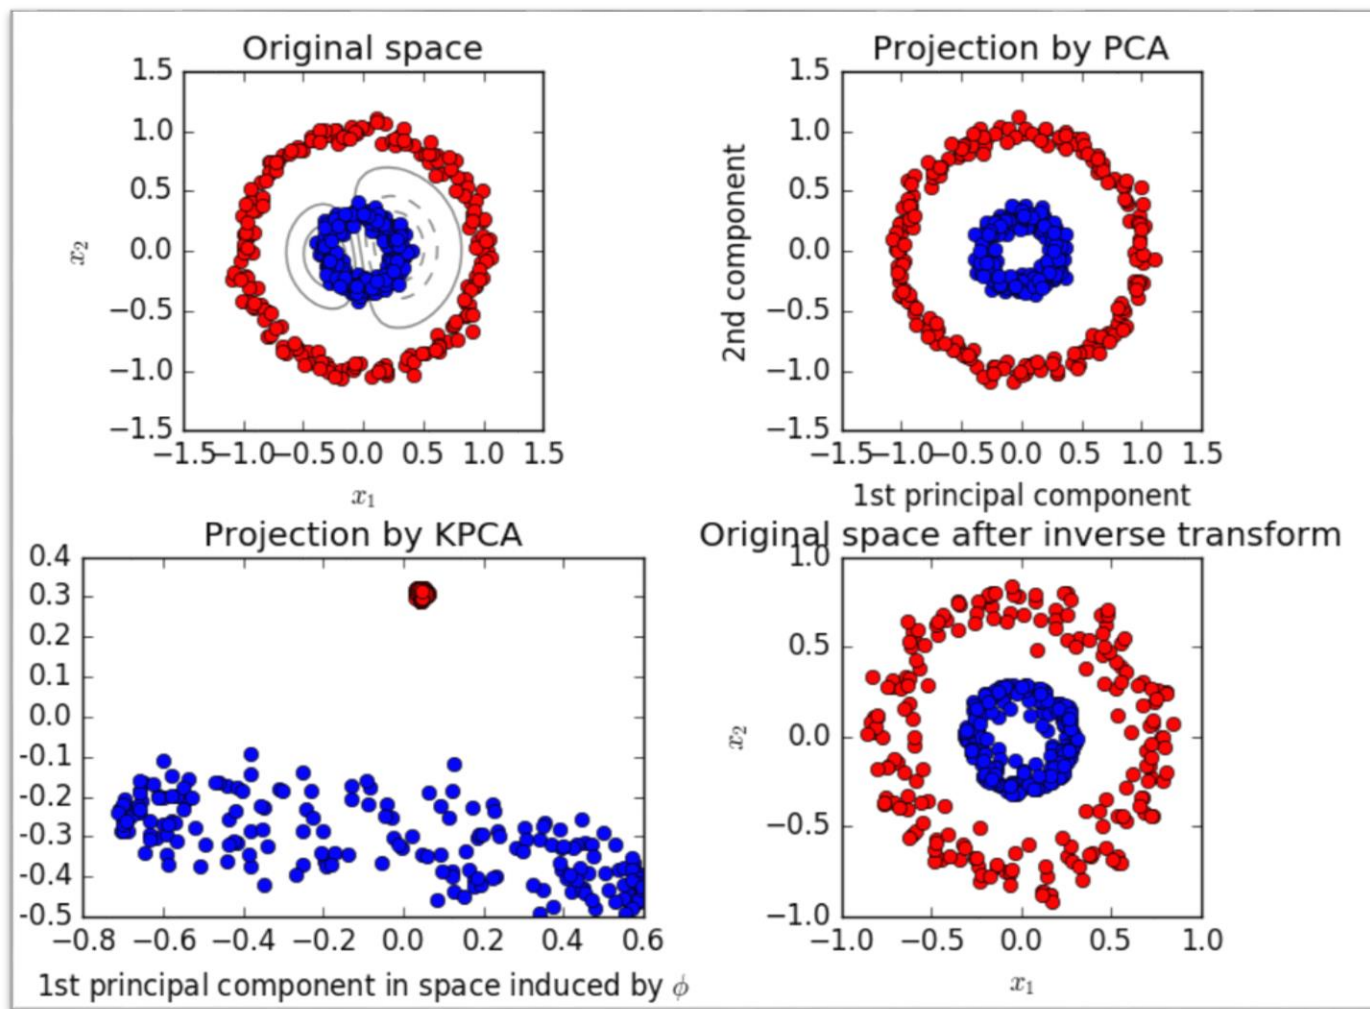 Original space
1.5
1.0
0.5
0.0
−0.5
−1.0
−1.5
x₂
−1.5−1.0−0.5 0.0 0.5 1.0 1.5
x₁
Projection by PCA
1.5
1.0
0.5
0.0
−0.5
−1.0
−1.5
2nd component
−1.5−1.0−0.5 0.0 0.5 1.0 1.5
1st principal component
Projection by KPCA
0.4
0.3
0.2
0.1
0.0
-0.1
-0.2
-0.3
-0.4
-0.5
−0.8 −0.6 −0.4 −0.2 0.0 0.2 0.4 0.6
1st principal component in space induced by ϕ
Original space after inverse transform
1.0
0.5
0.0
−0.5
−1.0
x₂
−1.0 −0.5 0.0 0.5 1.0
x₁